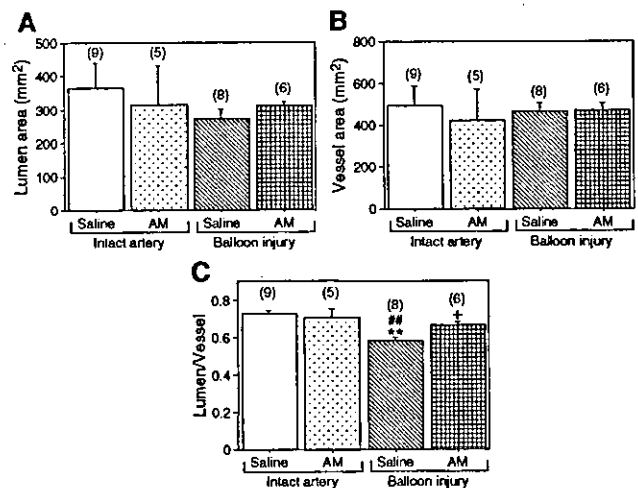 A
Lumen area (mm²)
500
400
300
200
100
0
(9)
(5)
(8)
(6)
Saline
AM
Saline
AM
Intact artery
Balloon injury
B
Vessel area (mm²)
800
600
400
200
0
(9)
(5)
(8)
(6)
Saline
AM
Saline
AM
Intact artery
Balloon injury
C
Lumen/Vessel
0.8
0.6
0.4
0.2
0
(9)
(5)
(8)
##
**
(6)
+
Saline
AM
Saline
AM
Intact artery
Balloon injury